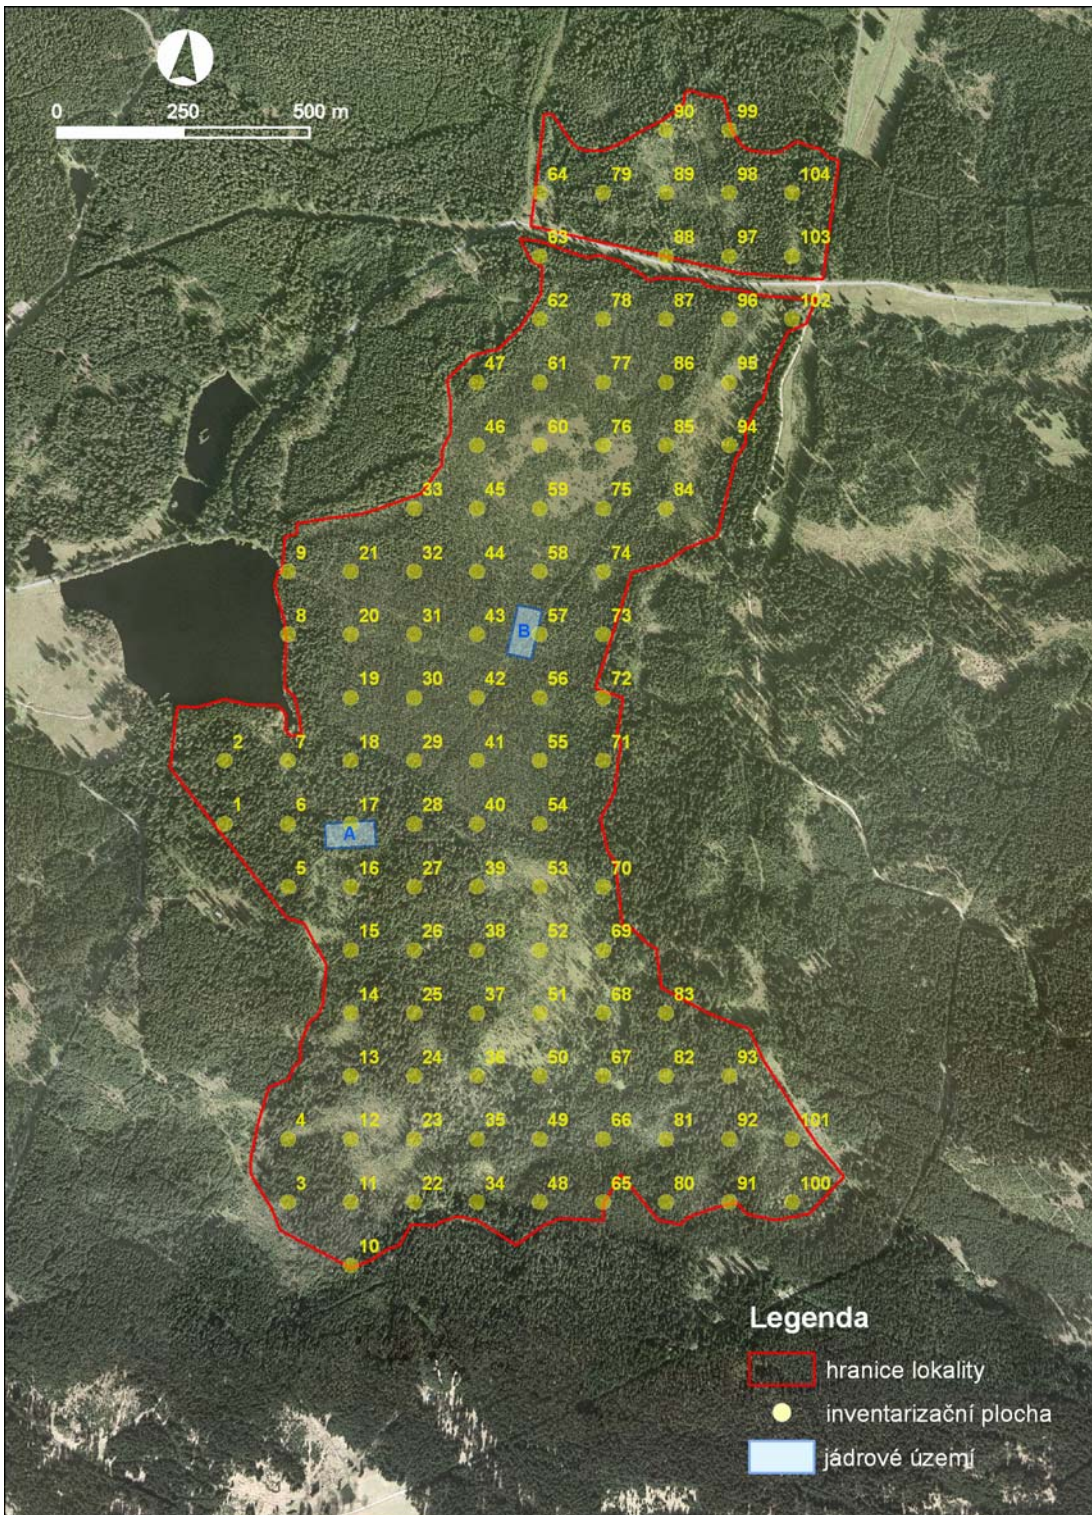 0 250 500 m
90 99
64 79 89 98 104
63 88 97 103
62 78 87 96 102
47 61 77 86 95
46 60 76 85 94
33 45 59 75 84
9 21 32 44 58 74
8 20 31 43 B 57 73
19 30 42 56 72
2 7 18 29 41 55 71
1 6 17 28 40 54
A
5 16 27 39 53 70
15 26 38 52 69
14 25 37 51 68 83
13 24 36 50 67 82 93
4 12 23 35 49 66 81 92 101
3 11 22 34 48 65 80 91 100
10
Legenda
hranice lokality
inventarizační plocha
jádrové území